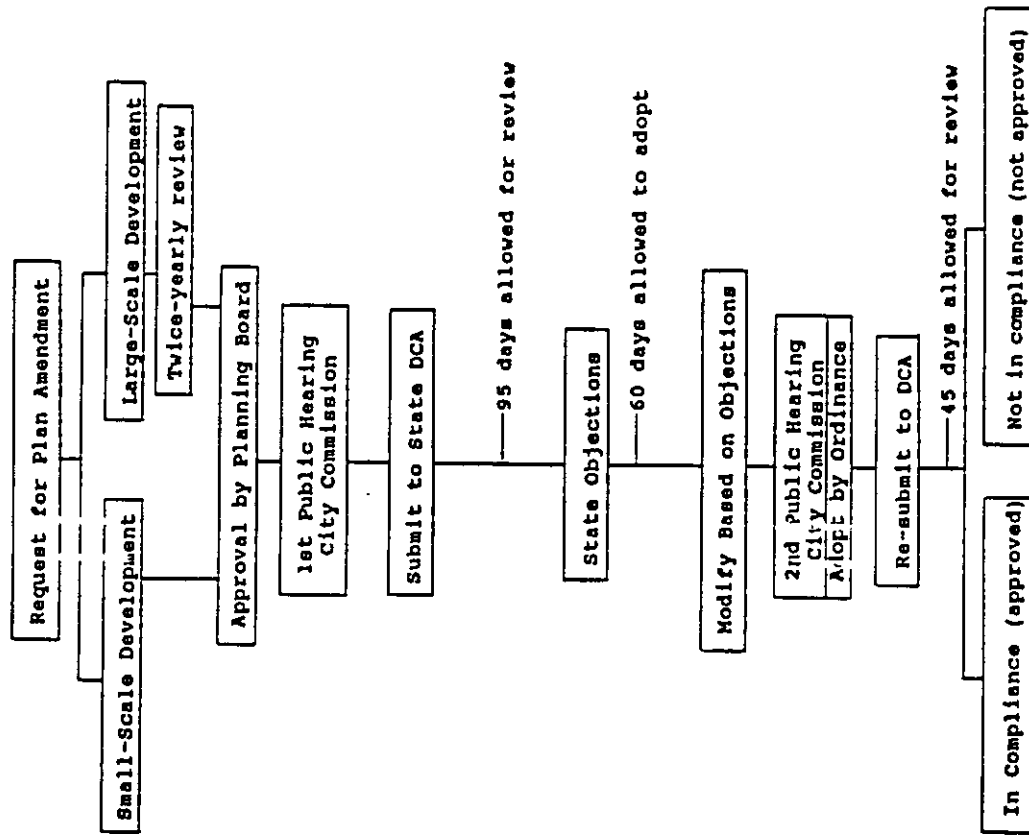 Request for Plan Amendment
Small-Scale Development
Large-Scale Development
Twice-yearly review
Approval by Planning Board
1st Public Hearing
City Commission
Submit to State DCA
95 days allowed for review
State Objections
60 days allowed to adopt
Modify Based on Objections
2nd Public Hearing
City Commission
Adopt by Ordinance
Re-submit to DCA
45 days allowed for review
In Compliance (approved)
Not in compliance (not approved)